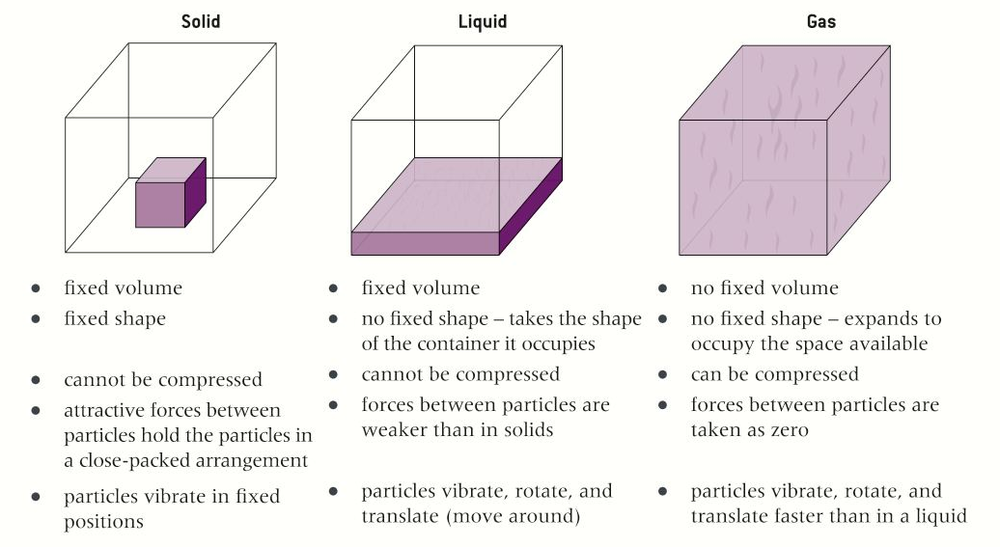 Solid
• fixed volume
• fixed shape
• cannot be compressed
• attractive forces between
particles hold the particles in
a close-packed arrangement
• particles vibrate in fixed
positions
Liquid
• fixed volume
• no fixed shape – takes the shape
of the container it occupies
• cannot be compressed
• forces between particles are
weaker than in solids
• particles vibrate, rotate, and
translate (move around)
Gas
• no fixed volume
• no fixed shape – expands to
occupy the space available
• can be compressed
• forces between particles are
taken as zero
• particles vibrate, rotate, and
translate faster than in a liquid